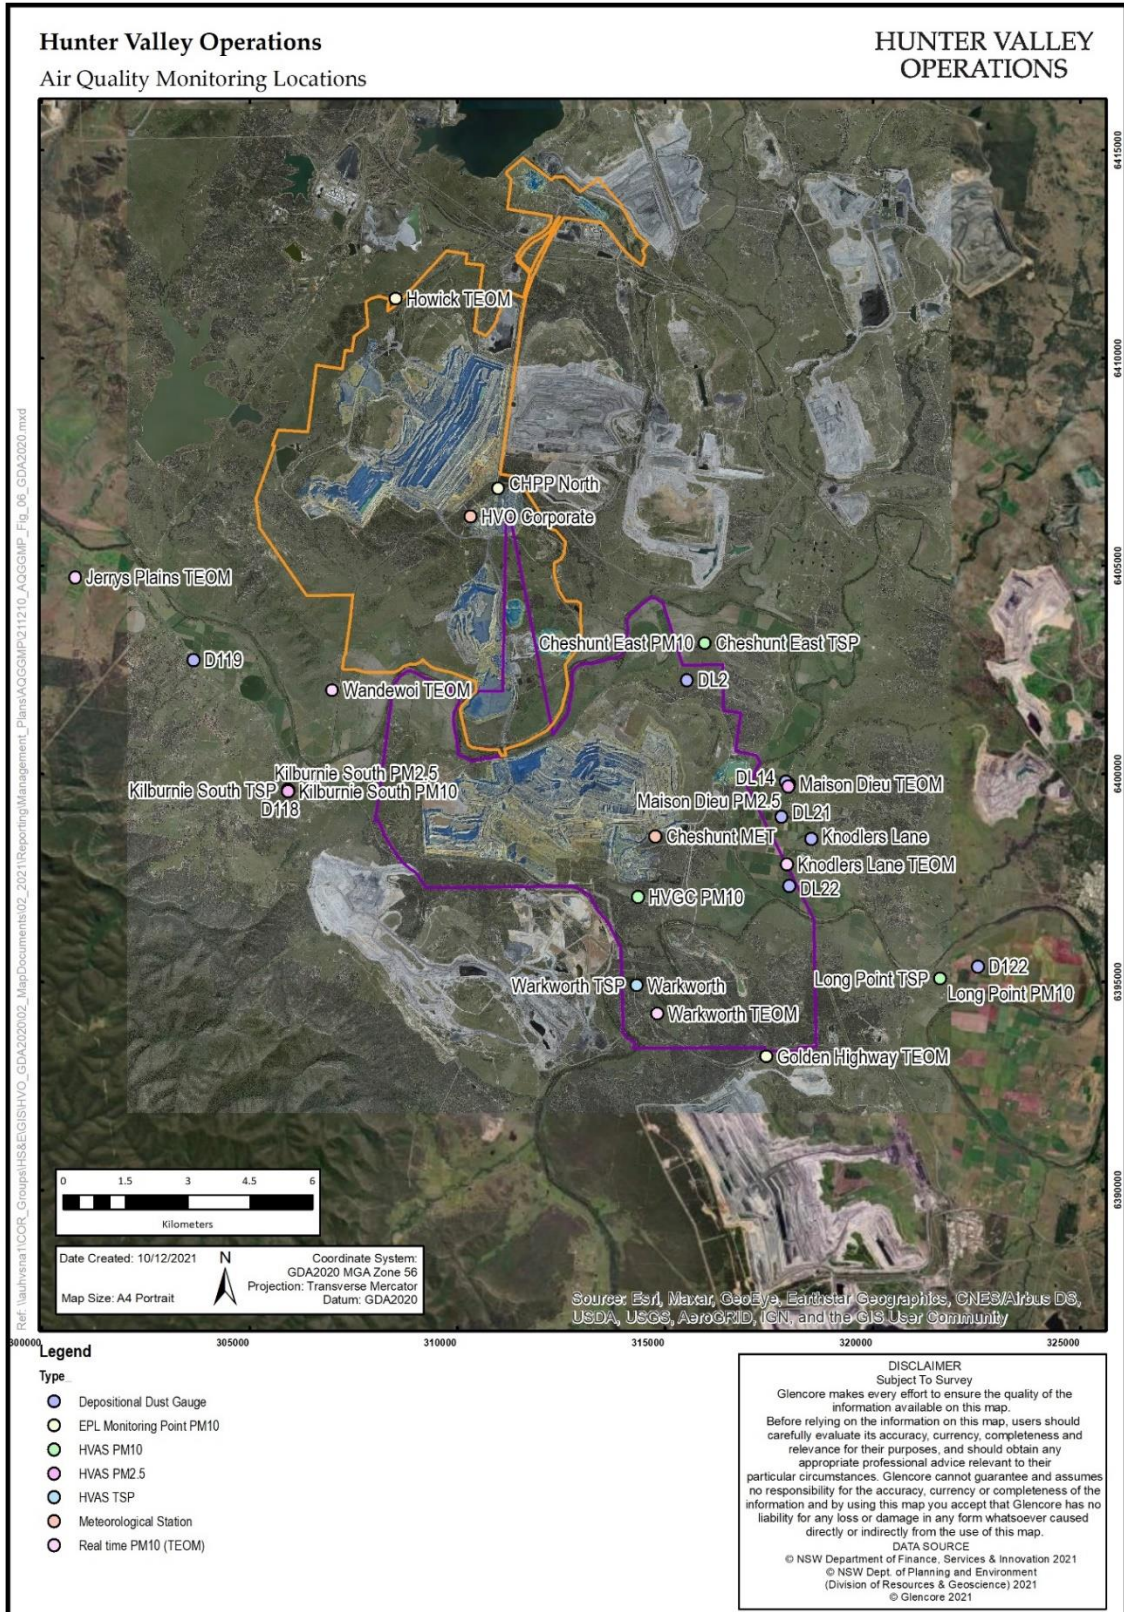 Hunter Valley Operations
Air Quality Monitoring Locations
HUNTER VALLEY
OPERATIONS
6415000
Howick TEOM
6410000
CHPP North
HVO Corporate
6405000
Jerrys Plains TEOM
Cheshunt East PM10
Cheshunt East TSP
D119
DL2
Wandewoi TEOM
6400000
Kilburnie South PM2.5
Kilburnie South TSP
Kilburnie South PM10
D118
DL14
Maison Dieu TEOM
Maison Dieu PM2.5
DL21
Cheshunt MET
Knodlers Lane
Knodlers Lane TEOM
DL22
HVGC PM10
D122
Long Point TSP
Long Point PM10
6395000
Warkworth TSP
Warkworth
Warkworth TEOM
Golden Highway TEOM
6390000
0 1.5 3 4.5 6
Kilometers
Date Created: 10/12/2021
Map Size: A4 Portrait
N
Coordinate System:
GDA2020 MGA Zone 56
Projection: Transverse Mercator
Datum: GDA2020
Source: Esri, Maxar, GeoEye, Earthstar Geographics, CNES/Airbus DS,
USDA, USGS, AeroGRID, IGN, and the GIS User Community
300000 305000 310000 315000 320000 325000
Ref: \\auhvsna1\COR_Groups\HS&E\GIS\HVO_GDA2020\02_MapDocuments\02_2021\Reporting\Management_Plans\AQGGMP\211210_AQGGMP_Fig_06_GDA2020.mxd
Legend
Type
Depositional Dust Gauge
EPL Monitoring Point PM10
HVAS PM10
HVAS PM2.5
HVAS TSP
Meteorological Station
Real time PM10 (TEOM)
DISCLAIMER
Subject To Survey
Glencore makes every effort to ensure the quality of the
information available on this map.
Before relying on the information on this map, users should
carefully evaluate its accuracy, currency, completeness and
relevance for their purposes, and should obtain any
appropriate professional advice relevant to their
particular circumstances. Glencore cannot guarantee and assumes
no responsibility for the accuracy, currency or completeness of the
information and by using this map you accept that Glencore has no
liability for any loss or damage in any form whatsoever caused
directly or indirectly from the use of this map.
DATA SOURCE
© NSW Department of Finance, Services & Innovation 2021
© NSW Dept. of Planning and Environment
(Division of Resources & Geoscience) 2021
© Glencore 2021